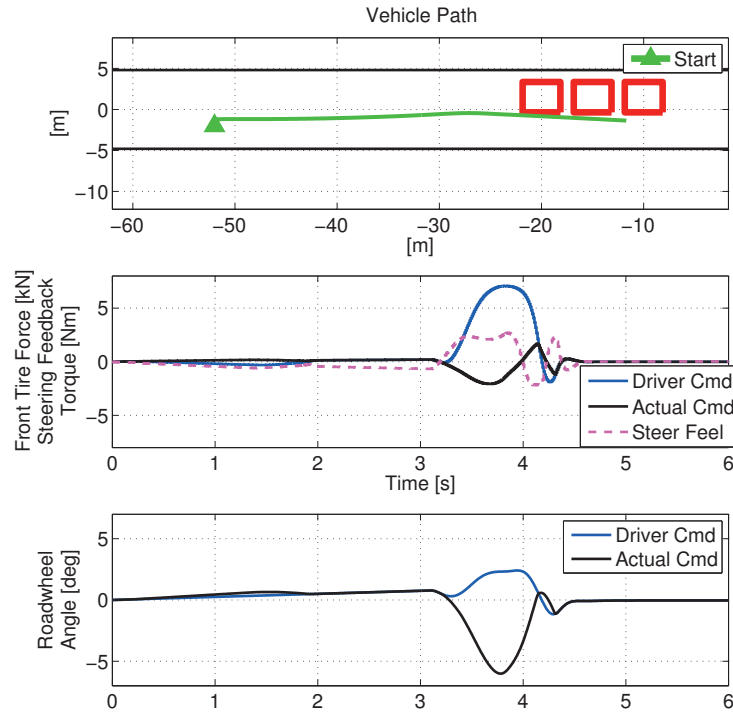 Vehicle Path
Start
5
0
−5
−10
[m]
−60
−50
−40
−30
−20
−10
[m]
Front Tire Force [kN]
Steering Feedback
Torque [Nm]
5
0
−5
Driver Cmd
Actual Cmd
Steer Feel
0
1
2
3
4
5
6
Time [s]
Roadwheel
Angle [deg]
5
0
−5
Driver Cmd
Actual Cmd
0
1
2
3
4
5
6